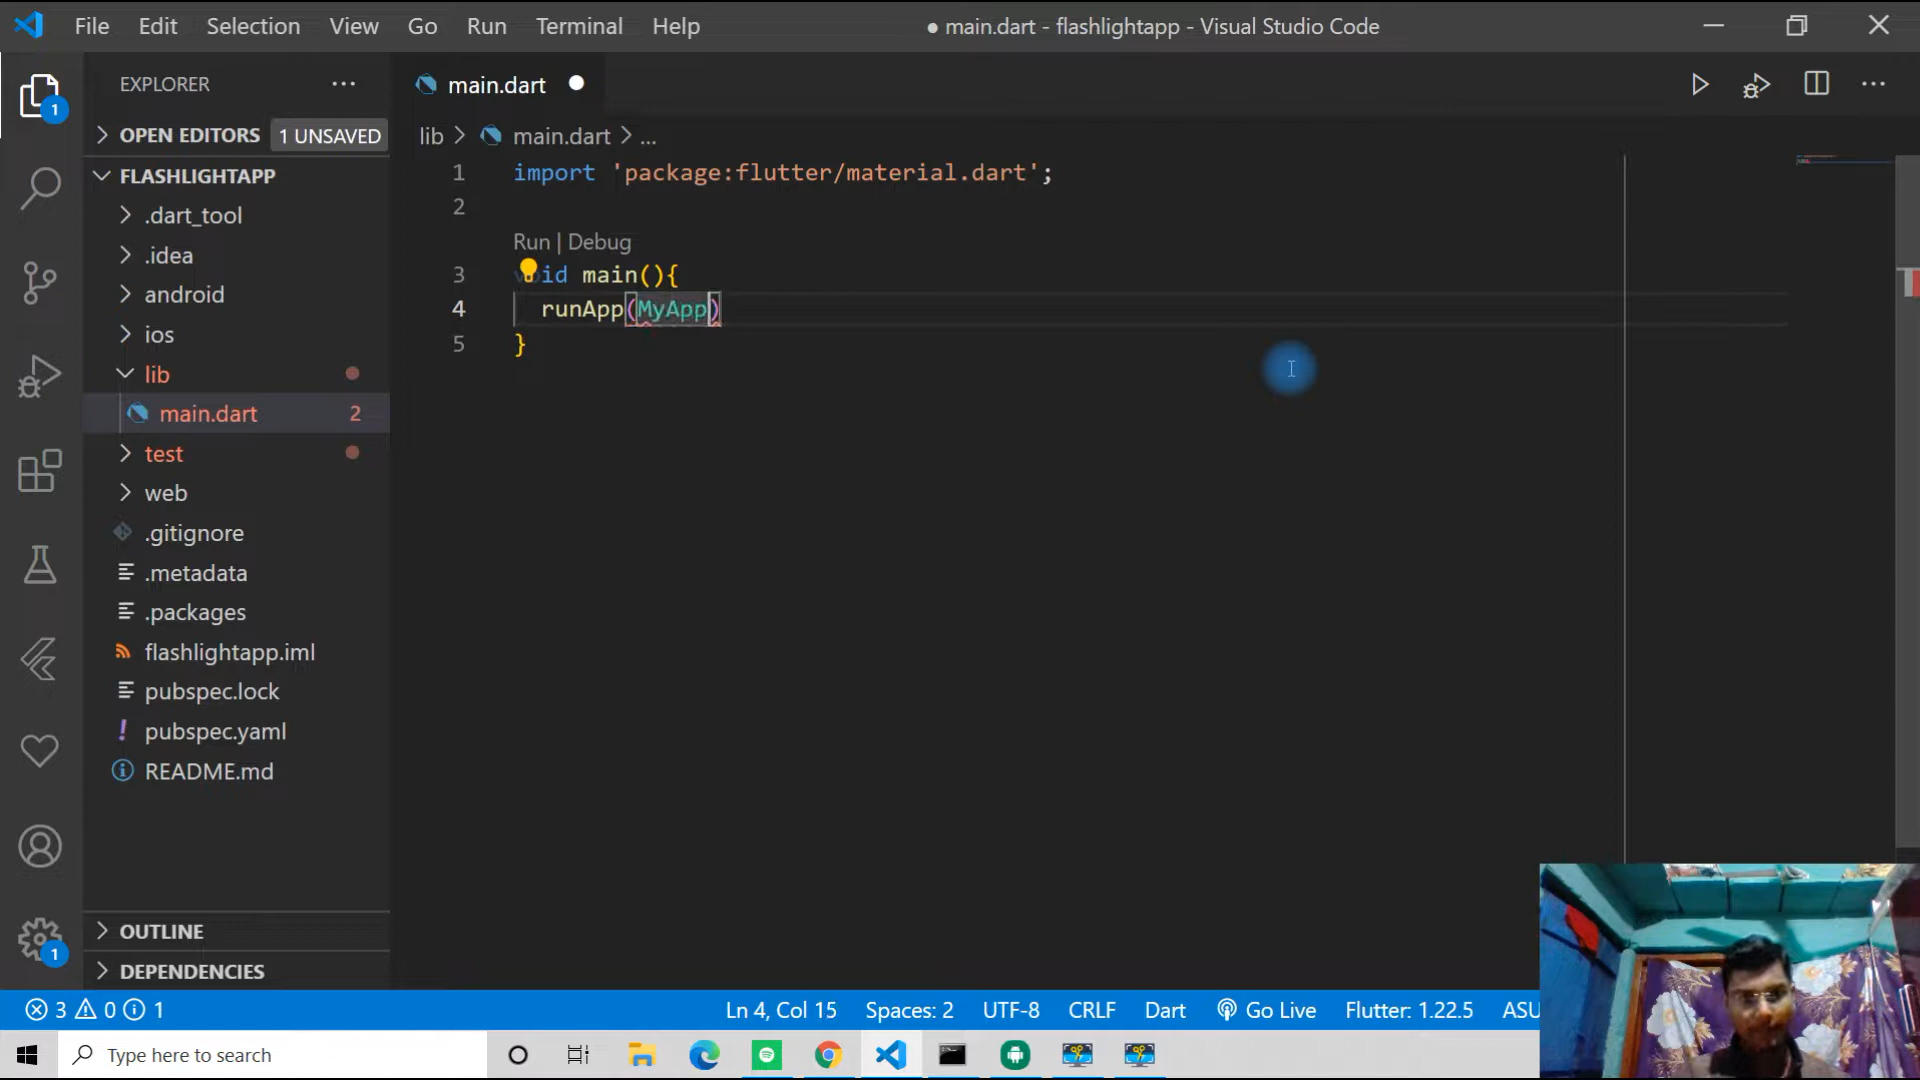 File Edit Selection View Go Run Terminal Help
● main.dart - flashlightapp - Visual Studio Code
EXPLORER
1
OPEN EDITORS 1 UNSAVED
FLASHLIGHTAPP
.dart_tool
.idea
android
ios
lib
main.dart 2
test
web
.gitignore
.metadata
.packages
flashlightapp.iml
pubspec.lock
! pubspec.yaml
README.md
OUTLINE
DEPENDENCIES
1
main.dart
lib > main.dart > ...
1 import 'package:flutter/material.dart';
2
Run | Debug
3 void main(){
4 runApp(MyApp)
5 }
3 0 1
Ln 4, Col 15 Spaces: 2 UTF-8 CRLF Dart Go Live Flutter: 1.22.5 ASU
Type here to search